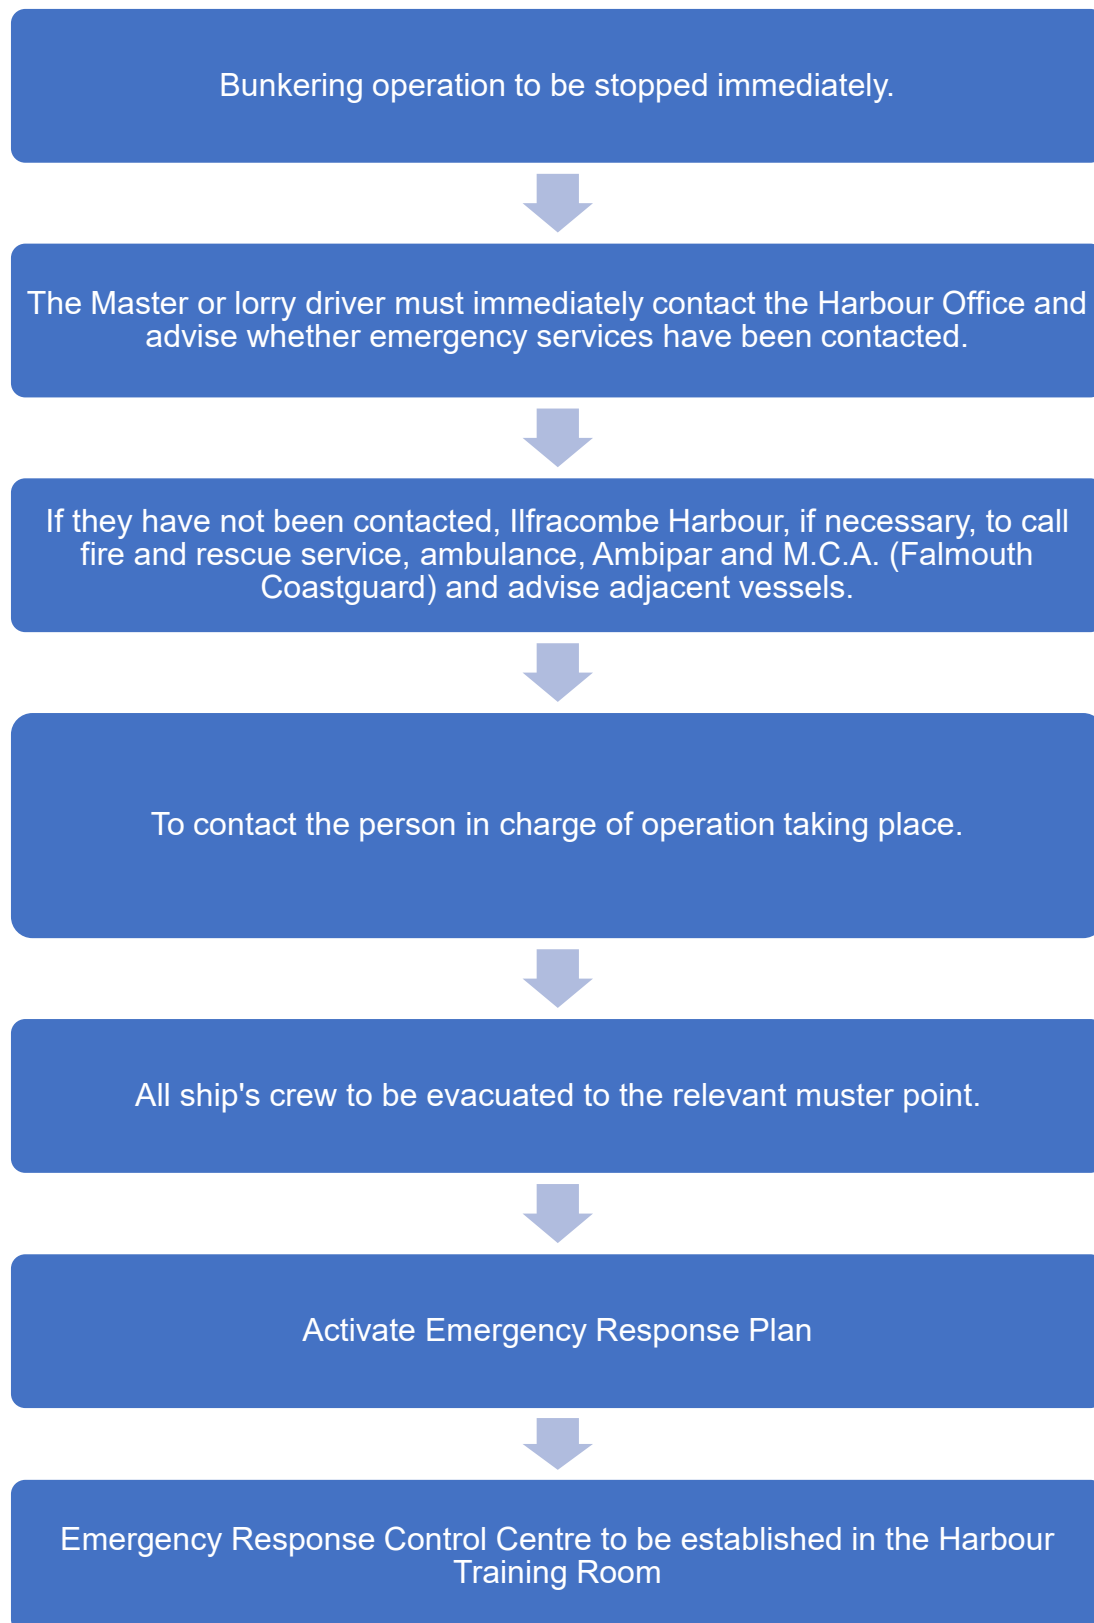 Bunkering operation to be stopped immediately.
The Master or lorry driver must immediately contact the Harbour Office and
advise whether emergency services have been contacted.
If they have not been contacted, Ilfracombe Harbour, if necessary, to call
fire and rescue service, ambulance, Ambipar and M.C.A. (Falmouth
Coastguard) and advise adjacent vessels.
To contact the person in charge of operation taking place.
All ship's crew to be evacuated to the relevant muster point.
Activate Emergency Response Plan
Emergency Response Control Centre to be established in the Harbour
Training Room